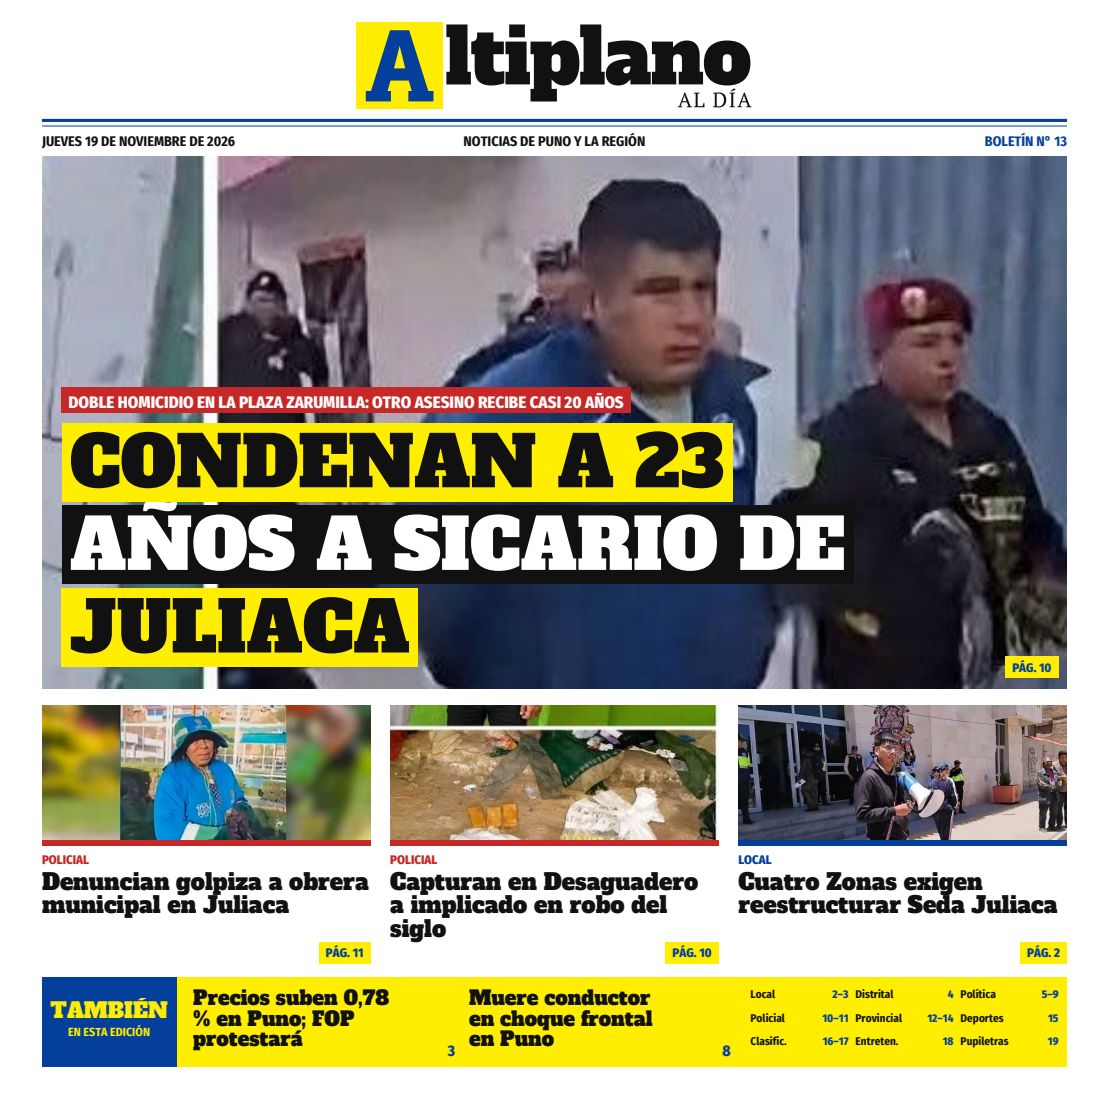 Altiplano
AL DÍA
JUEVES 19 DE NOVIEMBRE DE 2026
NOTICIAS DE PUNO Y LA REGIÓN
BOLETÍN N° 13
DOBLE HOMICIDIO EN LA PLAZA ZARUMILLA: OTRO ASESINO RECIBE CASI 20 AÑOS
CONDENAN A 23
AÑOS A SICARIO DE
JULIACA
PÁG. 10
POLICIAL
Denuncian golpiza a obrera
municipal en Juliaca
PÁG. 11
POLICIAL
Capturan en Desaguadero
a implicado en robo del
siglo
PÁG. 10
LOCAL
Cuatro Zonas exigen
reestructurar Seda Juliaca
PÁG. 2
TAMBIÉN
EN ESTA EDICIÓN
Precios suben 0,78
% en Puno; FOP
protestará
3
Muere conductor
en choque frontal
en Puno
8
Local 2–3 Distrital 4 Política 5–9
Policial 10–11 Provincial 12–14 Deportes 15
Clasific. 16–17 Entreten. 18 Pupiletras 19